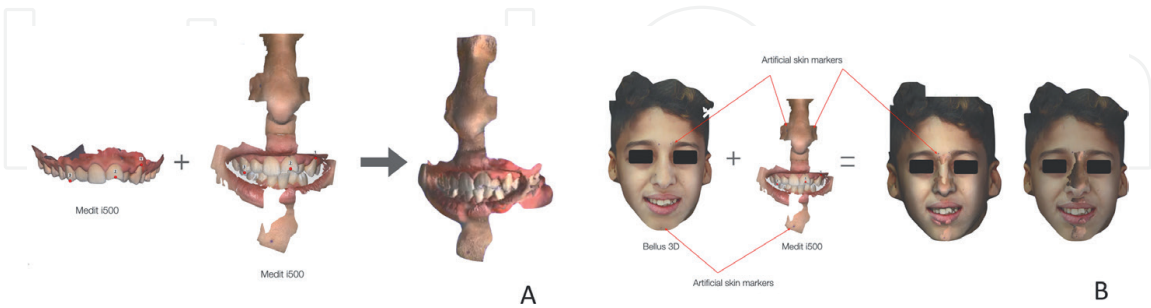 Medit i500
+
Medit i500
A
Artificial skin markers
Bellus 3D
+
Medit i500
=
Artificial skin markers
B